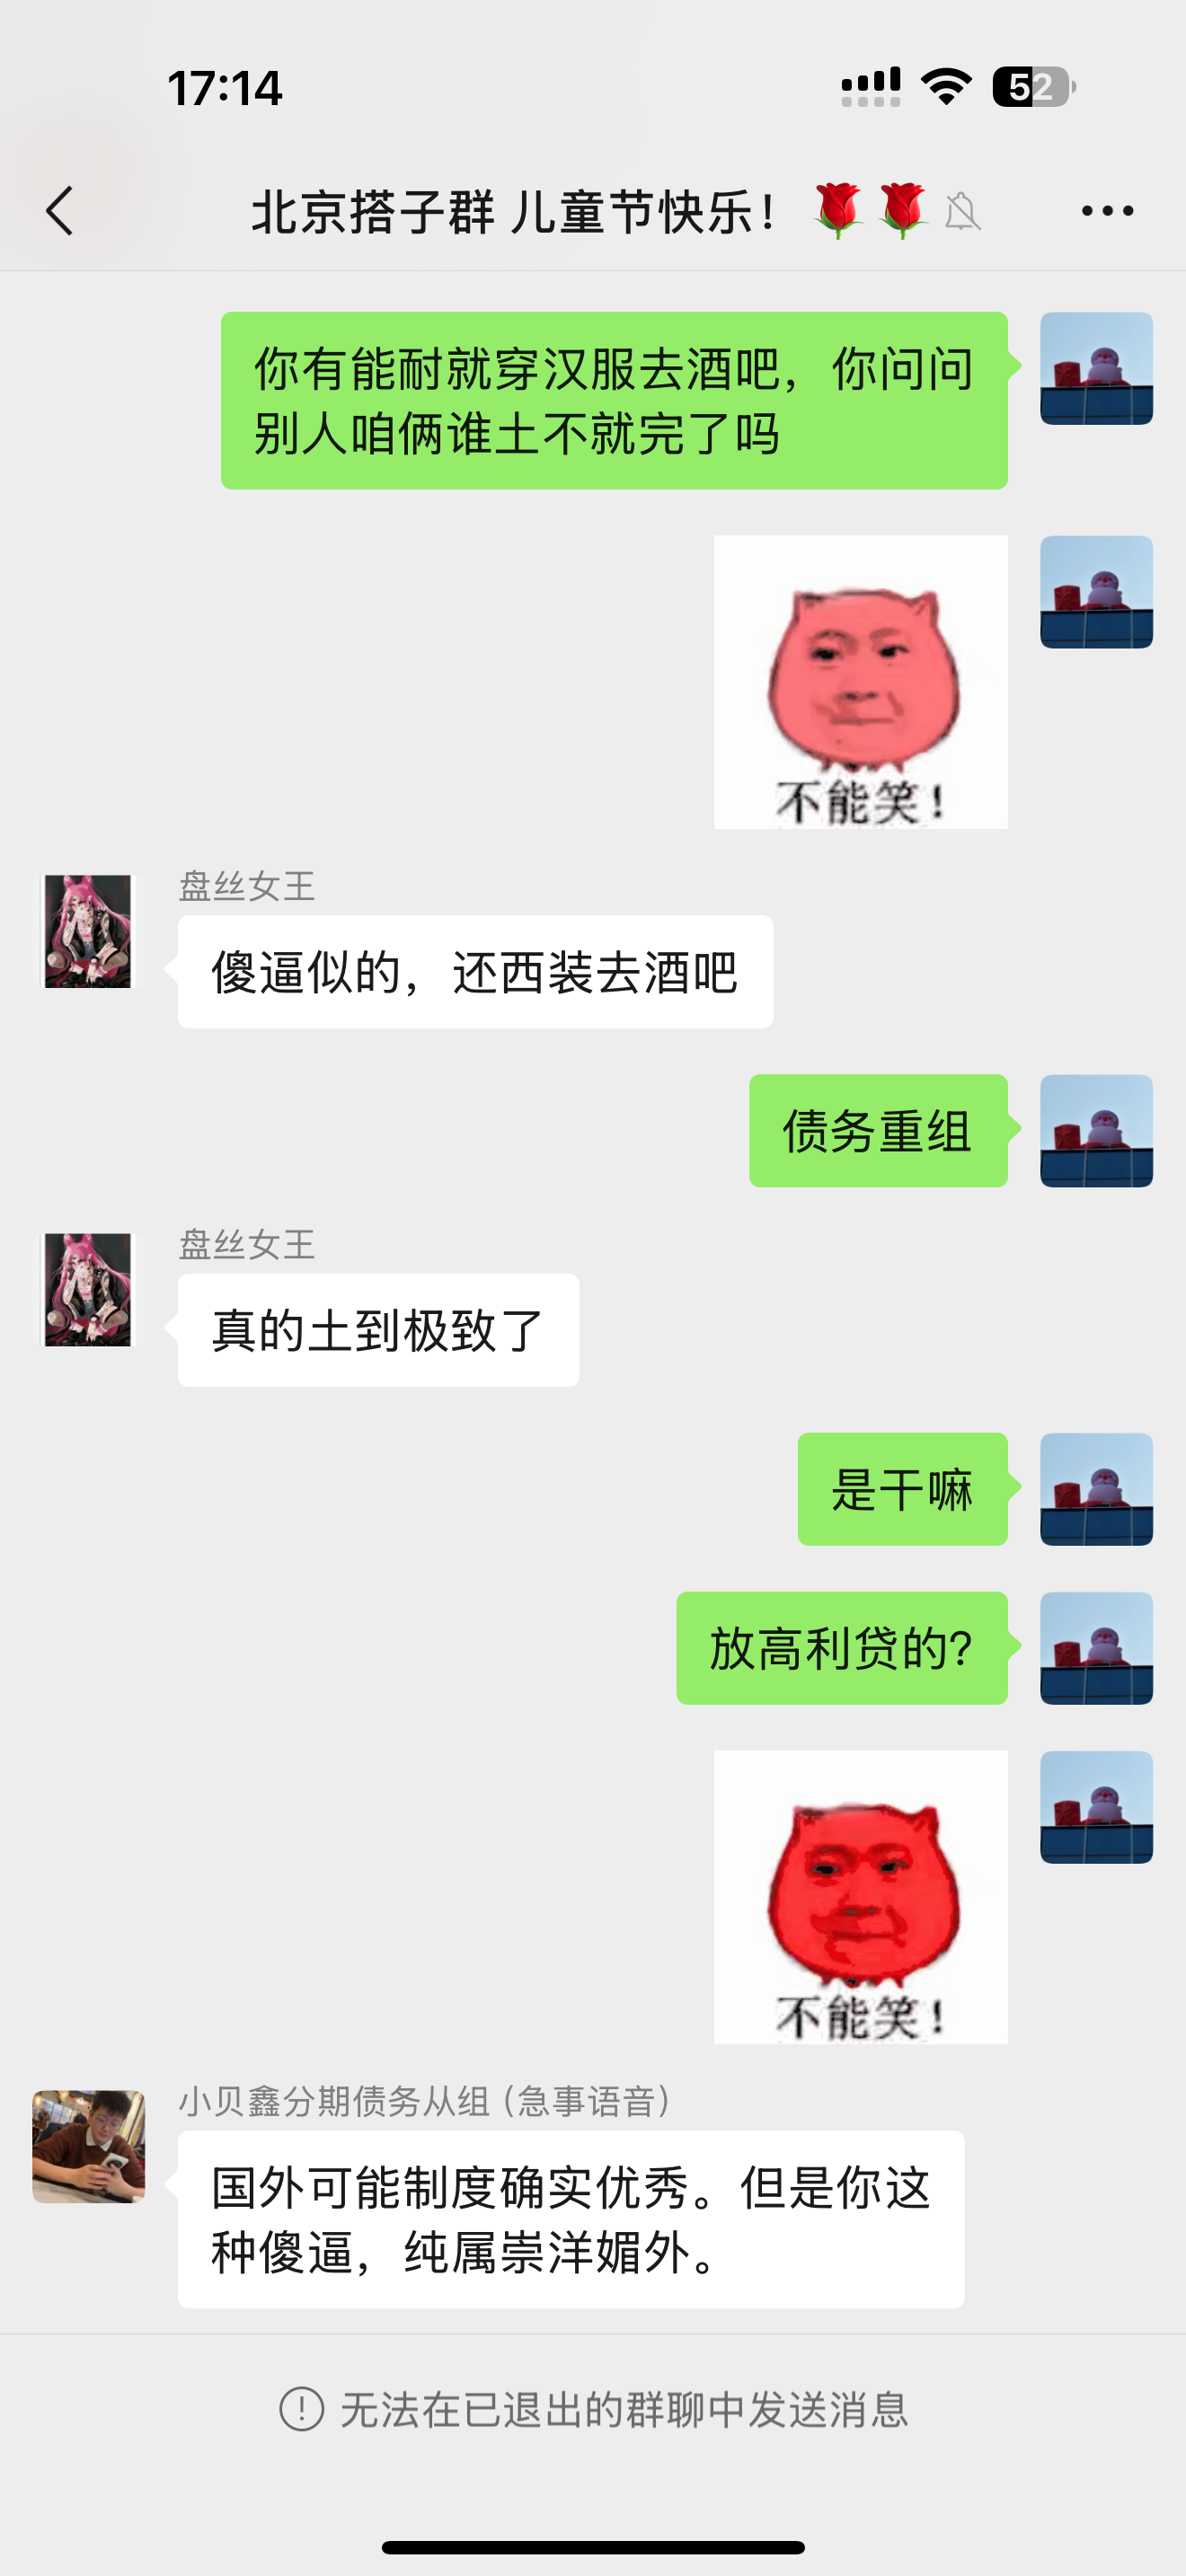 17:14
52
北京搭子群 儿童节快乐！🌹🌹
你有能耐就穿汉服去酒吧，你问问
别人咱俩谁土不就完了吗
不能笑！
盘丝女王
傻逼似的，还西装去酒吧
债务重组
盘丝女王
真的土到极致了
是干嘛
放高利贷的?
不能笑！
小贝鑫分期债务从组 (急事语音)
国外可能制度确实优秀。但是你这
种傻逼，纯属崇洋媚外。
无法在已退出的群聊中发送消息